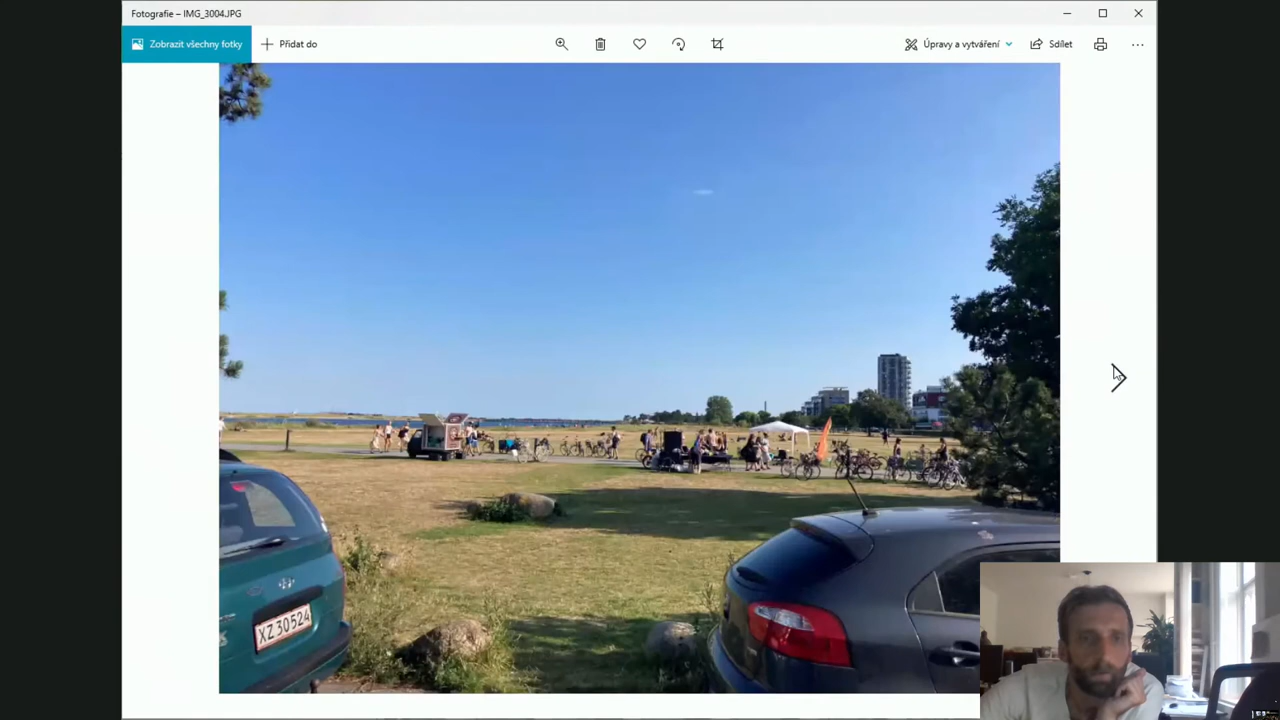 Fotografie – IMG_3004.JPG
Zobrazit všechny fotky
Přidat do
Úpravy a vytváření
Sdílet
XZ 30524